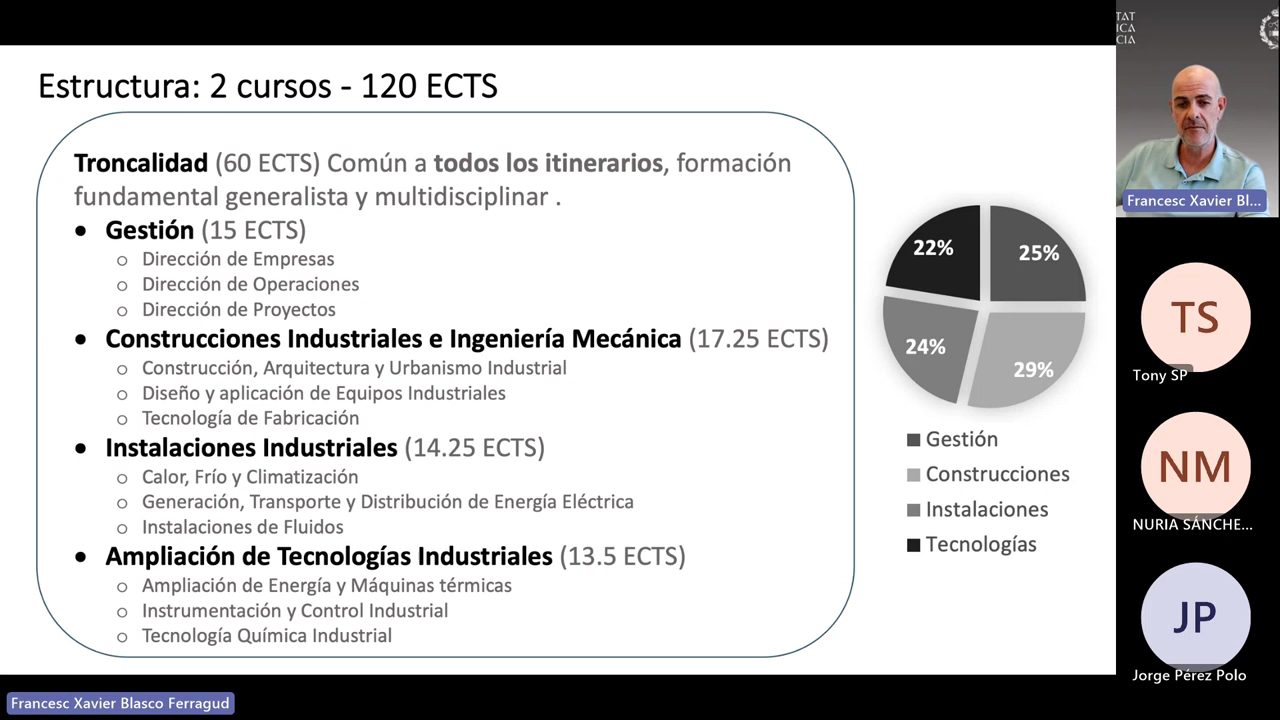 Estructura: 2 cursos - 120 ECTS
Troncalidad (60 ECTS) Común a todos los itinerarios, formación
fundamental generalista y multidisciplinar .
• Gestión (15 ECTS)
o Dirección de Empresas
o Dirección de Operaciones
o Dirección de Proyectos
• Construcciones Industriales e Ingeniería Mecánica (17.25 ECTS)
o Construcción, Arquitectura y Urbanismo Industrial
o Diseño y aplicación de Equipos Industriales
o Tecnología de Fabricación
• Instalaciones Industriales (14.25 ECTS)
o Calor, Frío y Climatización
o Generación, Transporte y Distribución de Energía Eléctrica
o Instalaciones de Fluidos
• Ampliación de Tecnologías Industriales (13.5 ECTS)
o Ampliación de Energía y Máquinas térmicas
o Instrumentación y Control Industrial
o Tecnología Química Industrial
22%
25%
24%
29%
Gestión
Construcciones
Instalaciones
Tecnologías
TAT
ICA
CIA
Francesc Xavier Bl...
TS
Tony SP
NM
NURIA SÁNCHE...
JP
Jorge Pérez Polo
Francesc Xavier Blasco Ferragud